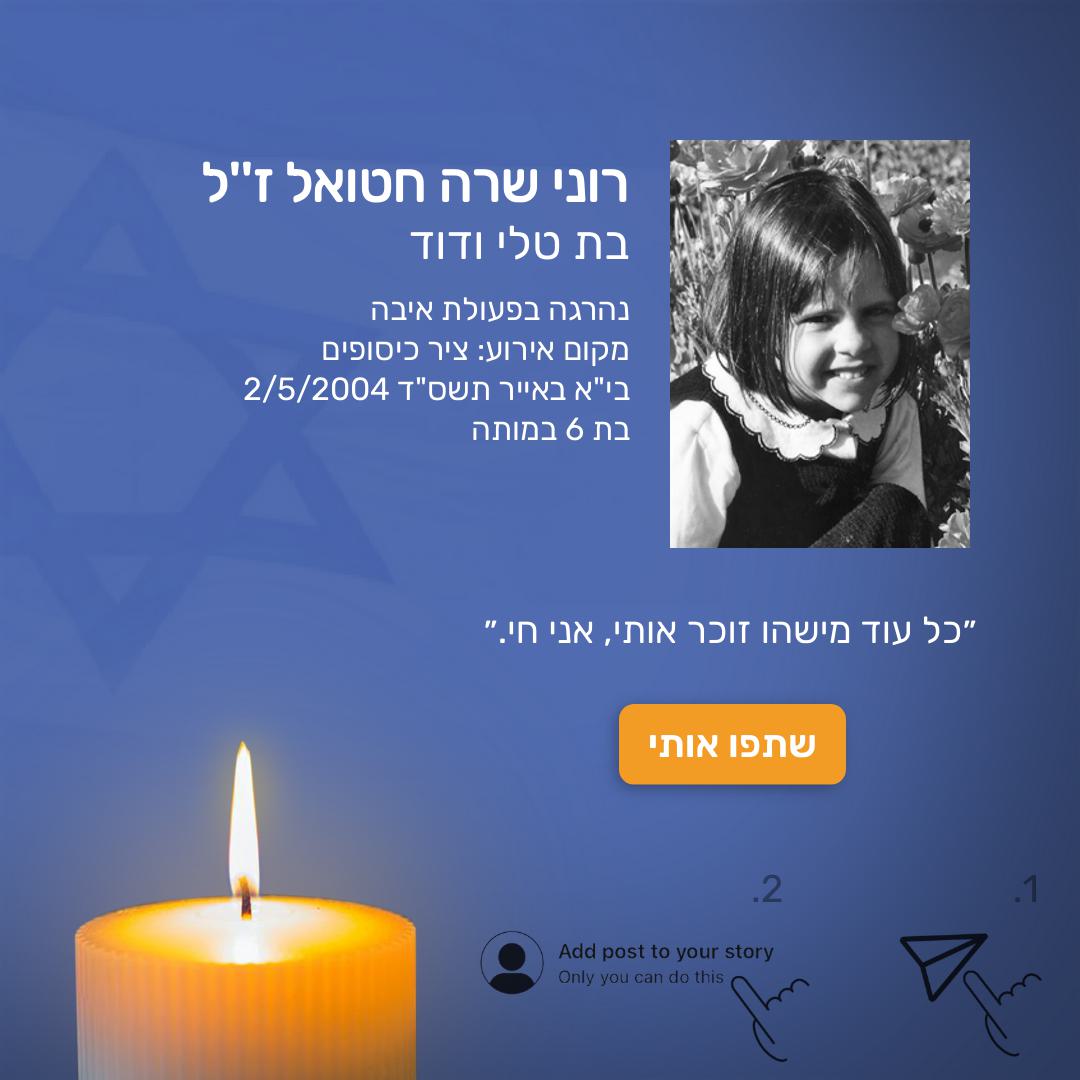 רוני שרה חטואל ז"ל
בת טלי ודוד
נהרגה בפעולת איבה
מקום אירוע: ציר כיסופים
בי"א באייר תשס"ד 2/5/2004
בת 6 במותה
"כל עוד מישהו זוכר אותי, אני חי."
שתפו אותי
1.
2.
Add post to your story
Only you can do this